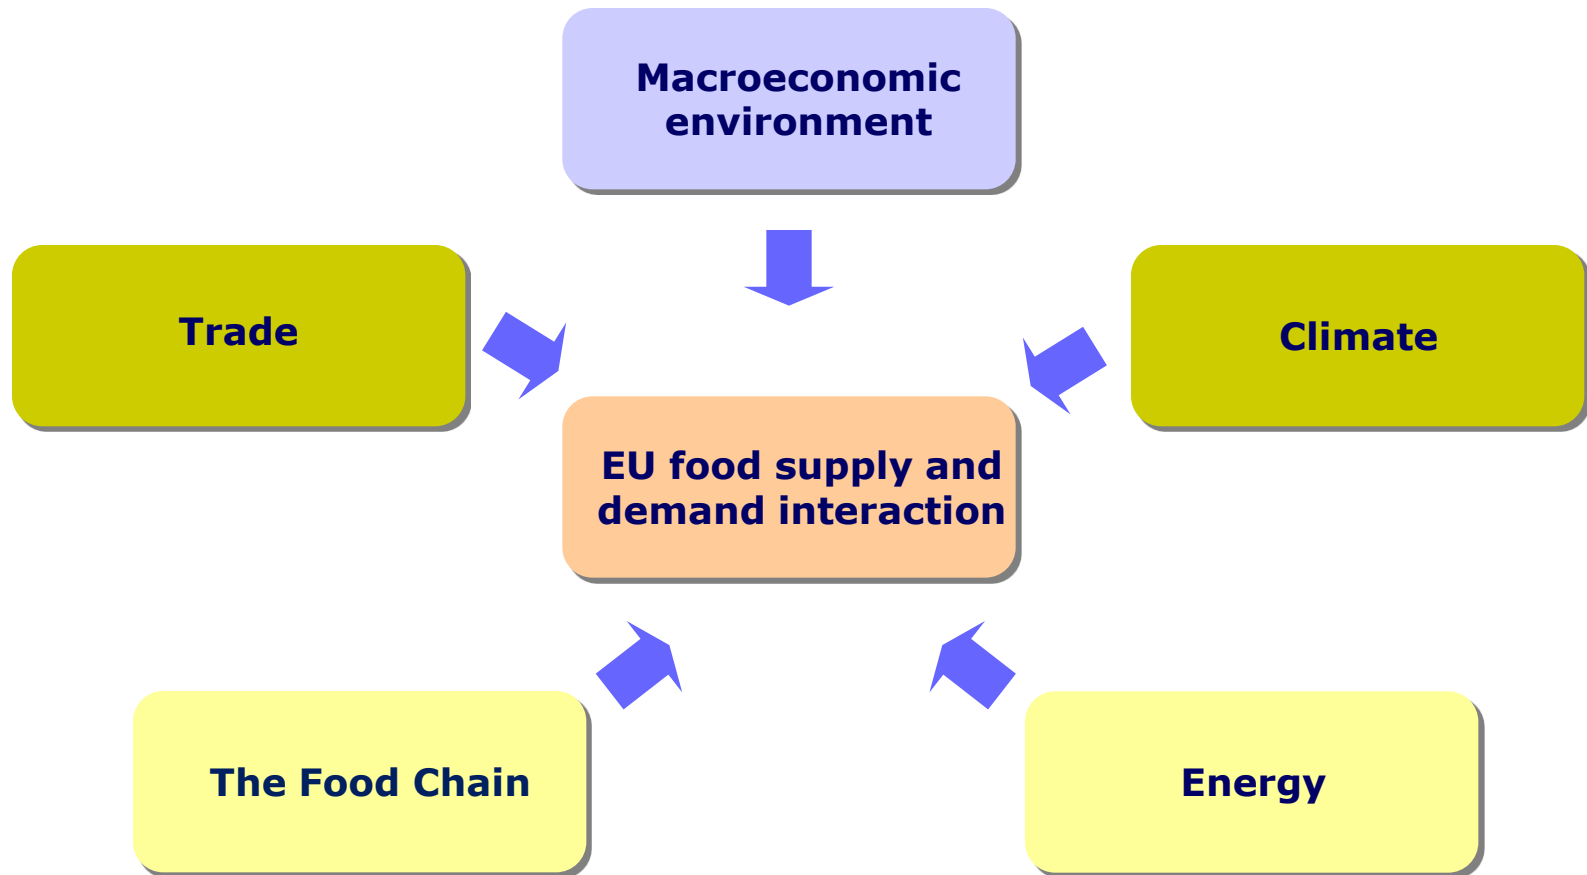 Macroeconomic
environment
Trade
Climate
EU food supply and
demand interaction
The Food Chain
Energy